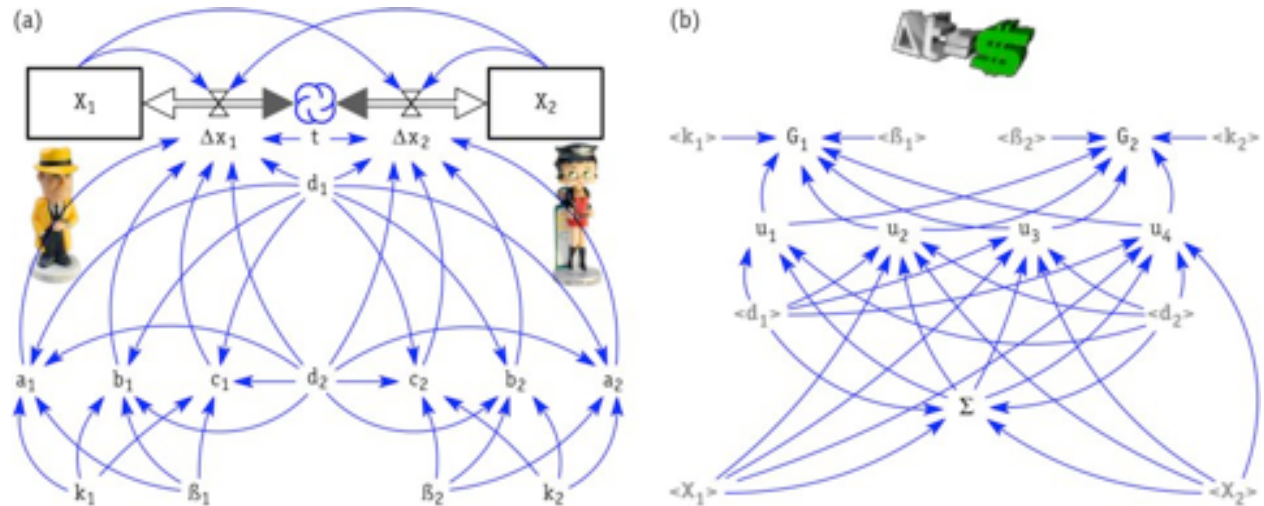 (a)
X₁ X₂
Δx₁ t Δx₂
d₁
a₁ b₁ c₁ d₂ c₂ b₂ a₂
k₁ ß₁ ß₂ k₂
(b)
<k₁> G₁ <ß₁> <ß₂> G₂ <k₂>
u₁ u₂ u₃ u₄
<d₁> <d₂>
Σ
<X₁> <X₂>